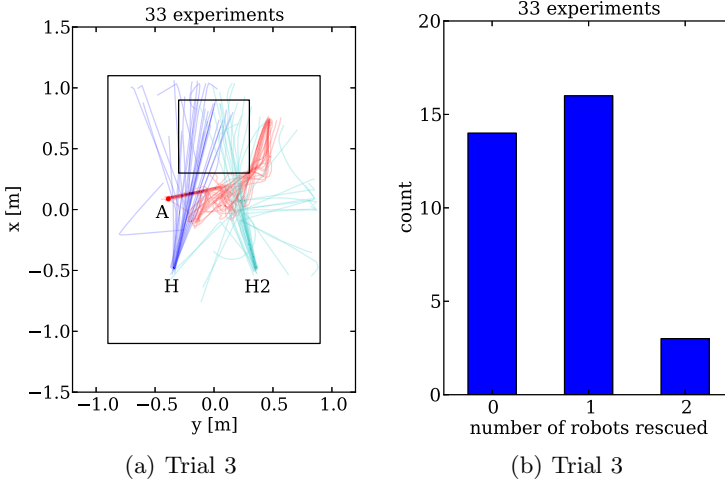 33 experiments
1.5
1.0
0.5
0.0
−0.5
−1.0
−1.5
x [m]
A
H
H2
−1.0 −0.5 0.0 0.5 1.0
y [m]
(a) Trial 3
33 experiments
20
15
10
5
0
count
0 1 2
number of robots rescued
(b) Trial 3